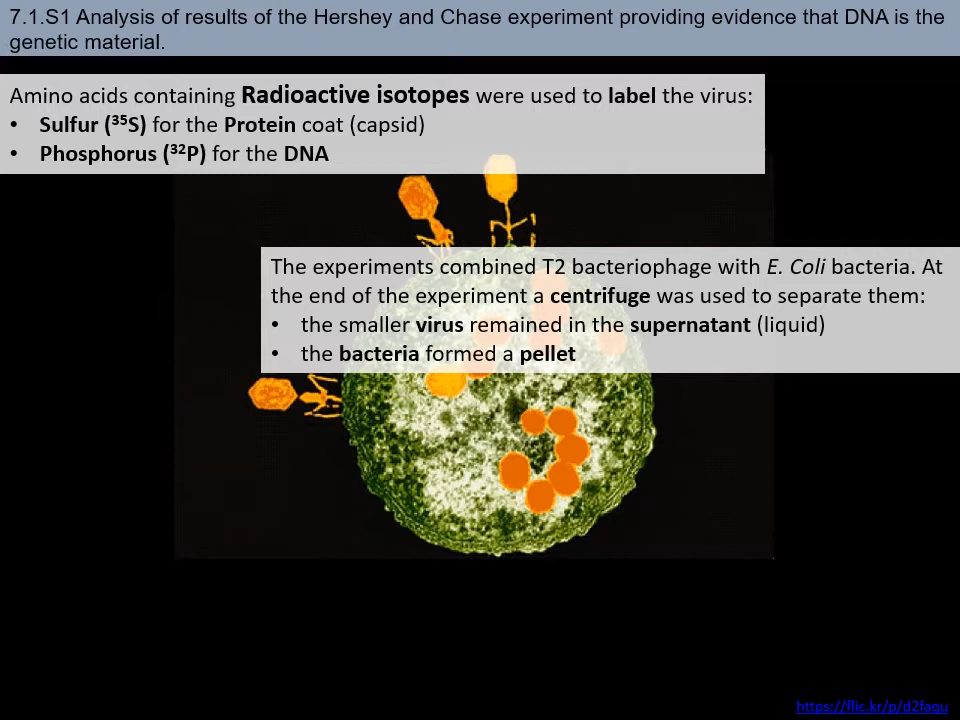 7.1.S1 Analysis of results of the Hershey and Chase experiment providing evidence that DNA is the
genetic material.
Amino acids containing Radioactive isotopes were used to label the virus:
• Sulfur (³⁵S) for the Protein coat (capsid)
• Phosphorus (³²P) for the DNA
The experiments combined T2 bacteriophage with E. Coli bacteria. At
the end of the experiment a centrifuge was used to separate them:
• the smaller virus remained in the supernatant (liquid)
• the bacteria formed a pellet
https://flic.kr/p/d2faqu